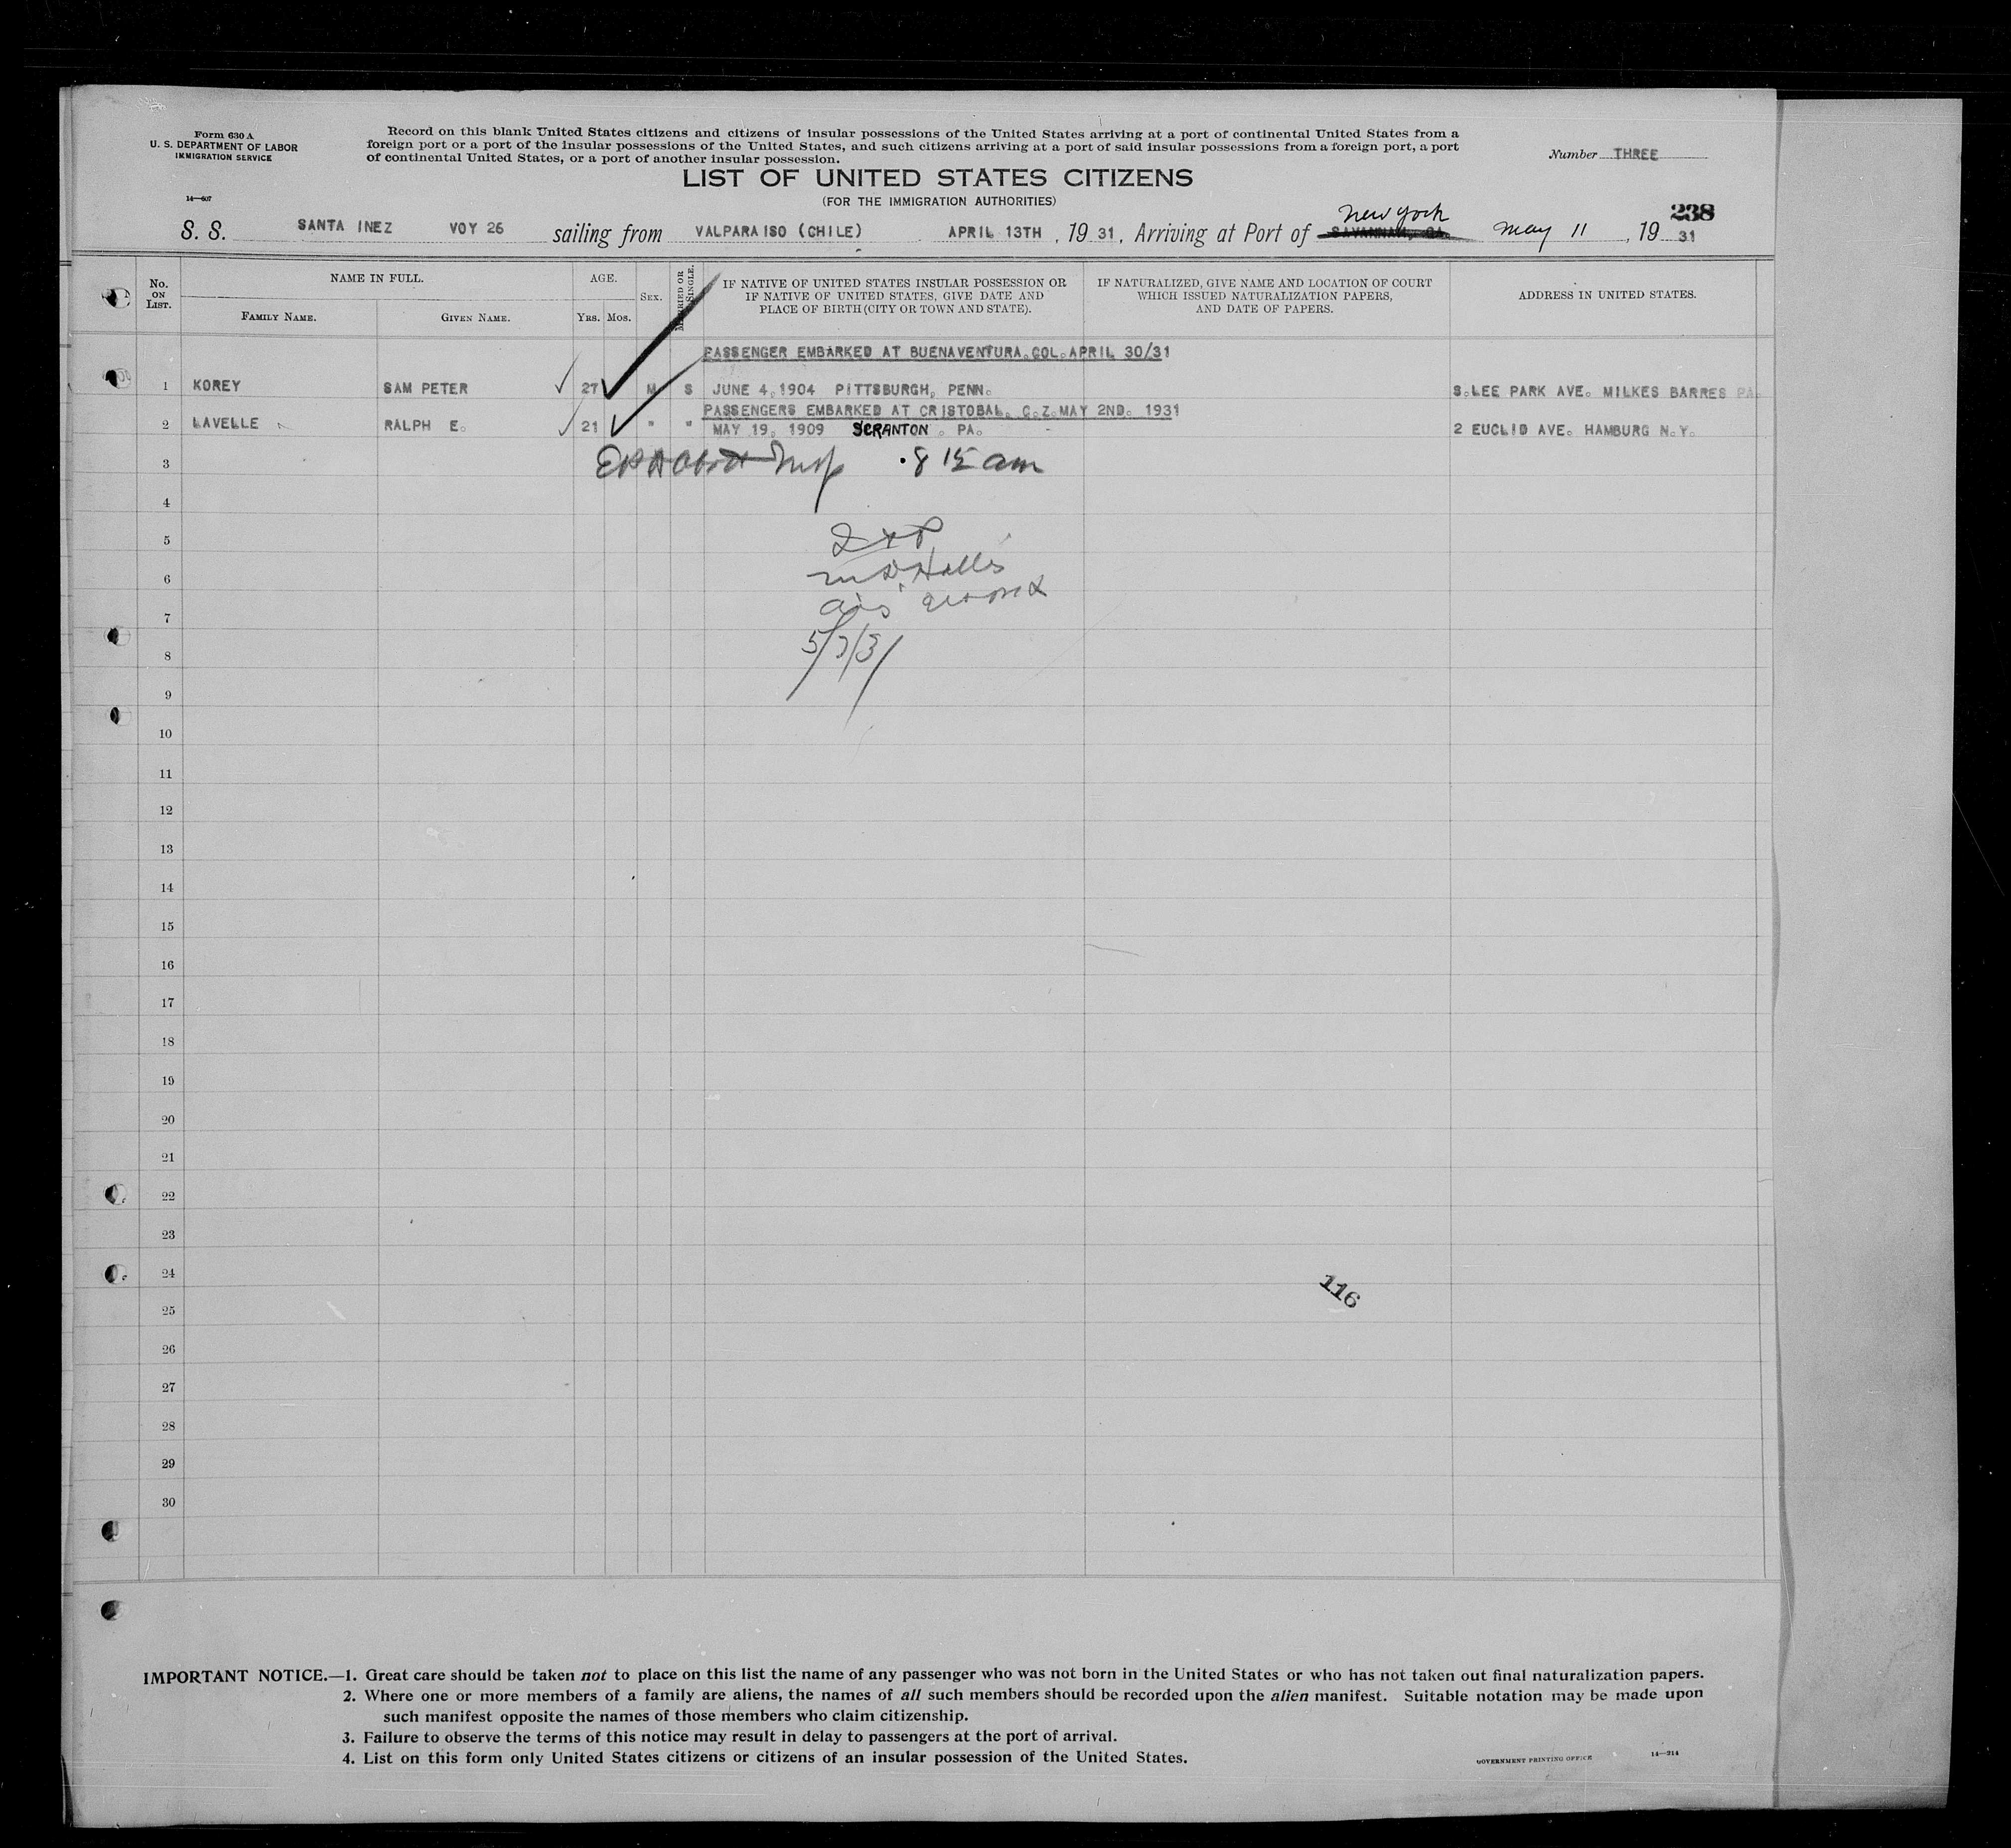 Form 630 A
U. S. DEPARTMENT OF LABOR
IMMIGRATION SERVICE
14—607
Record on this blank United States citizens and citizens of insular possessions of the United States arriving at a port of continental United States from a
foreign port or a port of the insular possessions of the United States, and such citizens arriving at a port of said insular possessions from a foreign port, a port
of continental United States, or a port of another insular possession.
Number THREE
LIST OF UNITED STATES CITIZENS
(FOR THE IMMIGRATION AUTHORITIES)
238
New York
S. S. SANTA INEZ VOY 26 sailing from VALPARAISO (CHILE) APRIL 13TH, 19 31, Arriving at Port of SAVANNAH, GA. May 11, 19 31
No. ON LIST. NAME IN FULL. FAMILY NAME. GIVEN NAME. AGE. YRS. MOS. SEX. MARRIED OR SINGLE. IF NATIVE OF UNITED STATES INSULAR POSSESSION OR IF NATIVE OF UNITED STATES, GIVE DATE AND PLACE OF BIRTH (CITY OR TOWN AND STATE). IF NATURALIZED, GIVE NAME AND LOCATION OF COURT WHICH ISSUED NATURALIZATION PAPERS, AND DATE OF PAPERS. ADDRESS IN UNITED STATES.
PASSENGER EMBARKED AT BUENAVENTURA.COL.APRIL 30/31
1 KOREY SAM PETER 27 M S JUNE 4, 1904 PITTSBURGH, PENN. S.LEE PARK AVE. MILKES BARRES PA.
PASSENGERS EMBARKED AT CRISTOBAL. C.Z.MAY 2ND. 1931
2 LAVELLE RALPH E. 21 " " MAY 19, 1909 SCRANTON. PA. 2 EUCLID AVE. HAMBURG N.Y.
3 8 15 am
4
5
6
7
8 5/7/31
9
10
11
12
13
14
15
16
17
18
19
20
21
22
23
24
116
25
26
27
28
29
30
IMPORTANT NOTICE.—1. Great care should be taken not to place on this list the name of any passenger who was not born in the United States or who has not taken out final naturalization papers.
2. Where one or more members of a family are aliens, the names of all such members should be recorded upon the alien manifest. Suitable notation may be made upon
such manifest opposite the names of those members who claim citizenship.
3. Failure to observe the terms of this notice may result in delay to passengers at the port of arrival.
4. List on this form only United States citizens or citizens of an insular possession of the United States.
GOVERNMENT PRINTING OFFICE 14—214